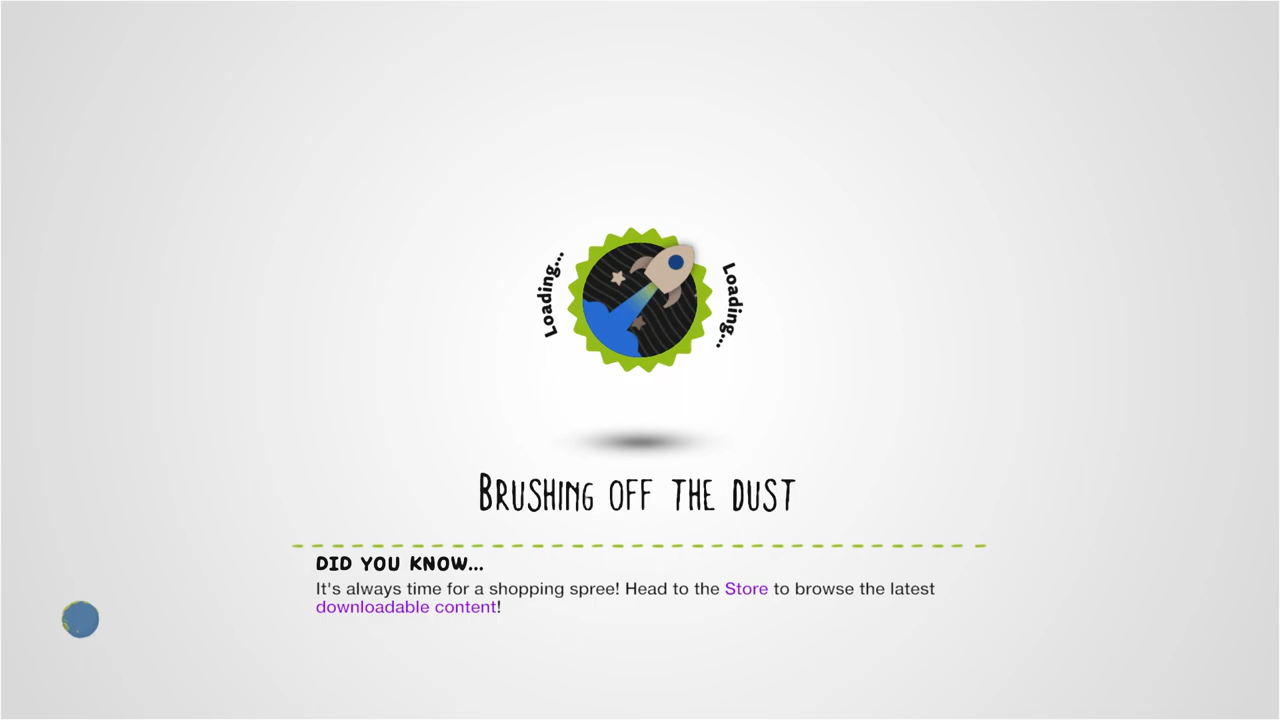 Loading...
Loading...
BRUSHING OFF THE DUST
DID YOU KNOW...
It's always time for a shopping spree! Head to the Store to browse the latest
downloadable content!